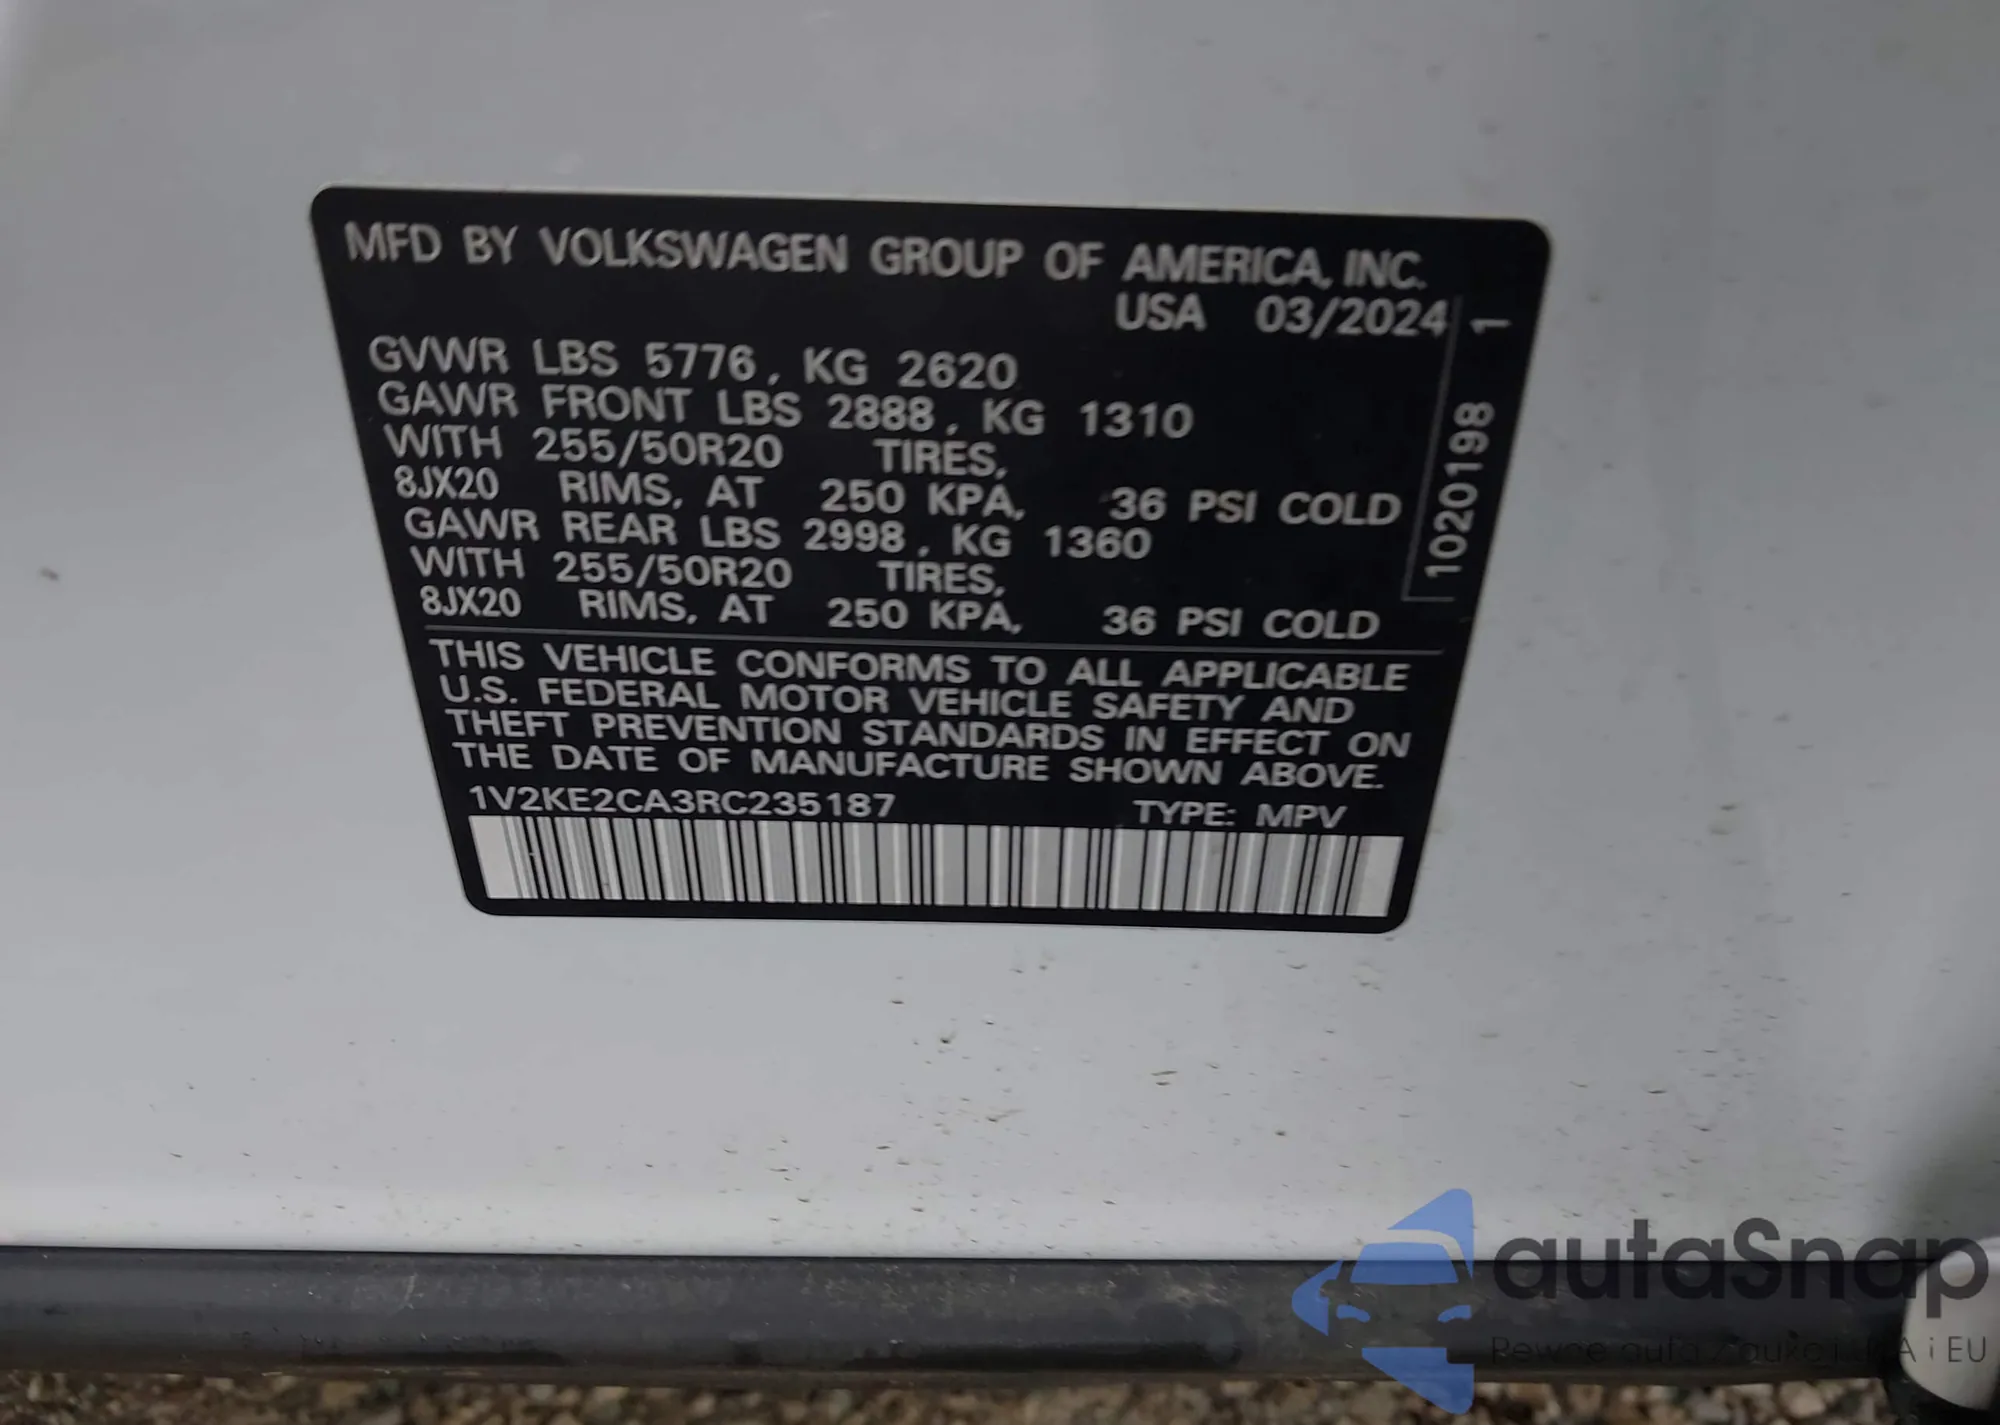 MFD BY VOLKSWAGEN GROUP OF AMERICA, INC.
USA 03/2024
GVWR LBS 5776, KG 2620
GAWR FRONT LBS 2888, KG 1310
WITH 255/50R20 TIRES,
8JX20 RIMS, AT 250 KPA, 36 PSI COLD
GAWR REAR LBS 2998, KG 1360
WITH 255/50R20 TIRES,
8JX20 RIMS, AT 250 KPA, 36 PSI COLD
1020198 1
THIS VEHICLE CONFORMS TO ALL APPLICABLE
U.S. FEDERAL MOTOR VEHICLE SAFETY AND
THEFT PREVENTION STANDARDS IN EFFECT ON
THE DATE OF MANUFACTURE SHOWN ABOVE.
1V2KE2CA3RC235187 TYPE: MPV
autaSnap
auta i EU